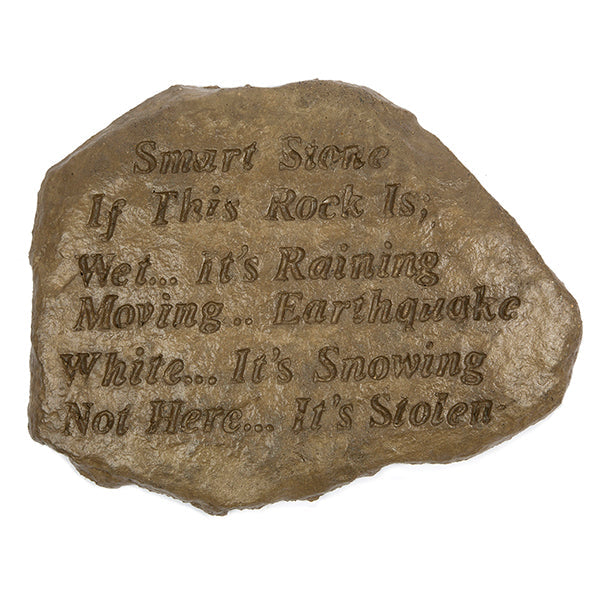 Smart Stone
If This Rock Is;
Wet... It's Raining
Moving.. Earthquake
White... It's Snowing
Not Here... It's Stolen